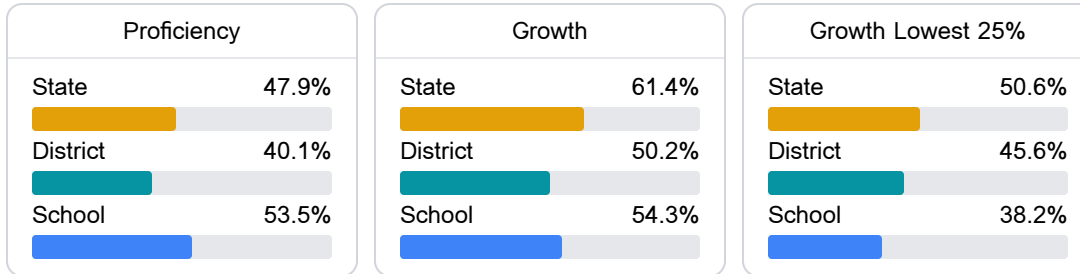 Proficiency
State 47.9%
District 40.1%
School 53.5%
Growth
State 61.4%
District 50.2%
School 54.3%
Growth Lowest 25%
State 50.6%
District 45.6%
School 38.2%